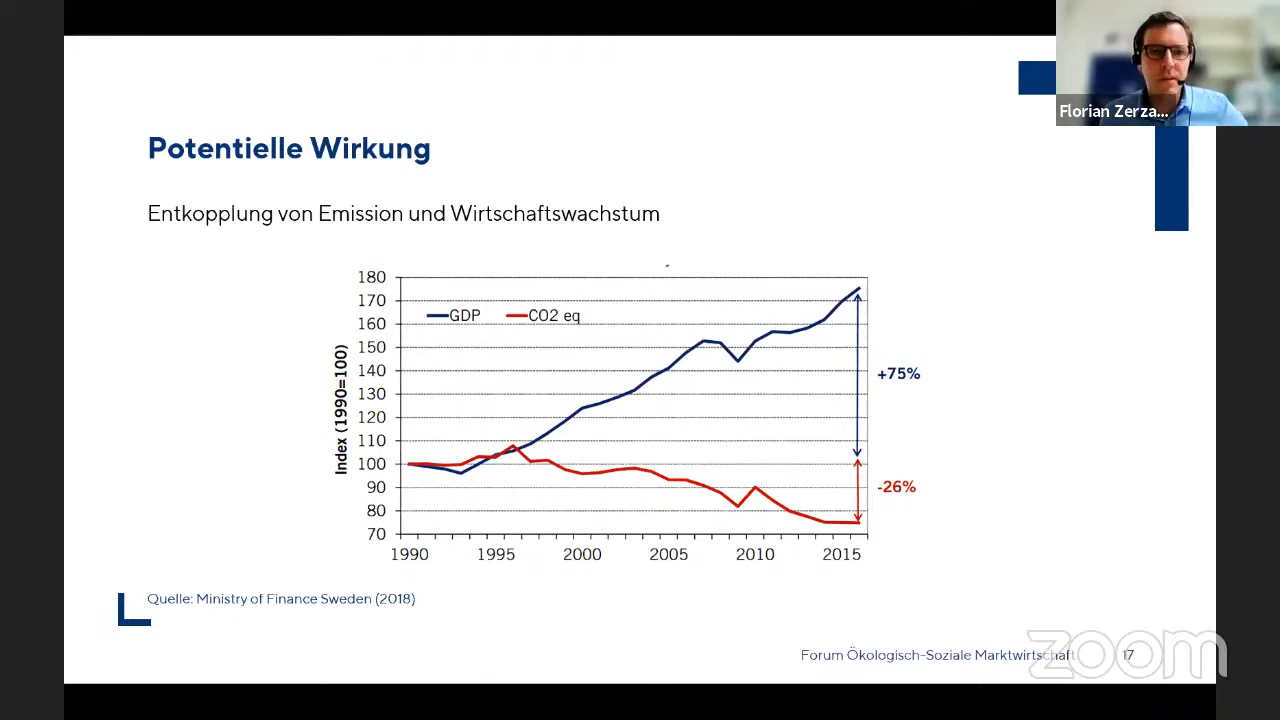 Florian Zerza...
Potentielle Wirkung
Entkopplung von Emission und Wirtschaftswachstum
180
170
160
150
140
130
120
110
100
90
80
70
Index (1990=100)
GDP
CO2 eq
+75%
-26%
1990 1995 2000 2005 2010 2015
Quelle: Ministry of Finance Sweden (2018)
Forum Ökologisch-Soziale Marktwirtschaft 17
zoom